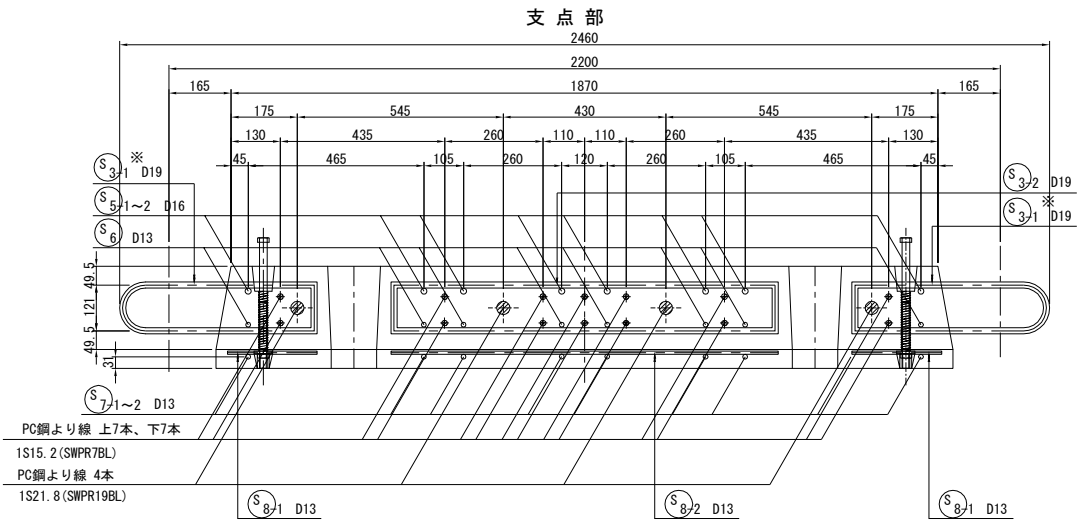 支 点 部
2460
2200
165 1870 165
175 545 430 545 175
130 435 260 110 110 260 435 130
45 465 105 260 120 260 105 465 45
S3-1 ※ D19
S3-2 D19
S5-1～2 D16
S3-1 ※ D19
S6 D13
49.5
121
49.5
31
S7-1～2 D13
PC鋼より線 上7本、下7本
1S15.2(SWPR7BL)
PC鋼より線 4本
1S21.8(SWPR19BL)
S8-1 D13 S8-2 D13 S8-1 D13